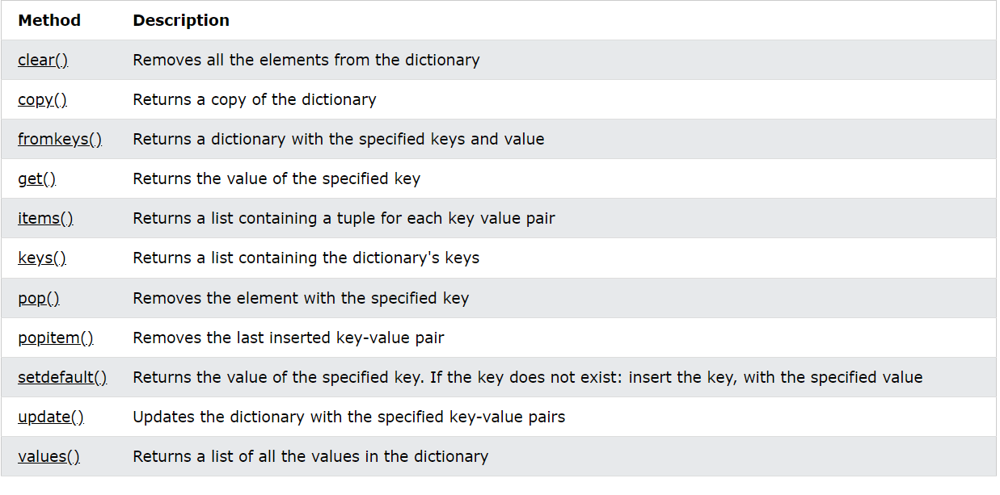 Method Description
clear() Removes all the elements from the dictionary
copy() Returns a copy of the dictionary
fromkeys() Returns a dictionary with the specified keys and value
get() Returns the value of the specified key
items() Returns a list containing a tuple for each key value pair
keys() Returns a list containing the dictionary's keys
pop() Removes the element with the specified key
popitem() Removes the last inserted key-value pair
setdefault() Returns the value of the specified key. If the key does not exist: insert the key, with the specified value
update() Updates the dictionary with the specified key-value pairs
values() Returns a list of all the values in the dictionary